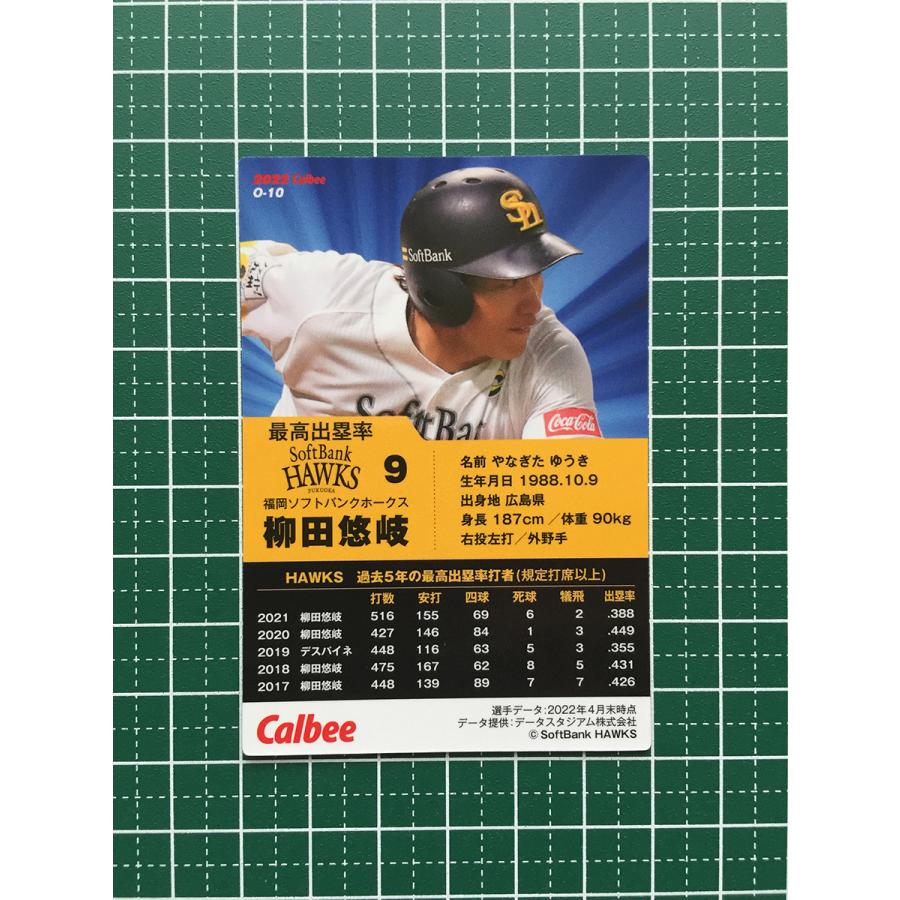 2022 Calbee
O-10
SH
SoftBank
SoftBan
Coca-Cola
最高出塁率
SoftBank
HAWKS
FUKUOKA
9
福岡ソフトバンクホークス
柳田悠岐
名前 やなぎた ゆうき
生年月日 1988.10.9
出身地 広島県
身長 187cm／体重 90kg
右投左打／外野手
HAWKS 過去5年の最高出塁率打者(規定打席以上)
打数 安打 四球 死球 犠飛 出塁率
2021 柳田悠岐 516 155 69 6 2 .388
2020 柳田悠岐 427 146 84 1 3 .449
2019 デスパイネ 448 116 63 5 3 .355
2018 柳田悠岐 475 167 62 8 5 .431
2017 柳田悠岐 448 139 89 7 7 .426
Calbee
選手データ:2022年4月末時点
データ提供:データスタジアム株式会社
© SoftBank HAWKS